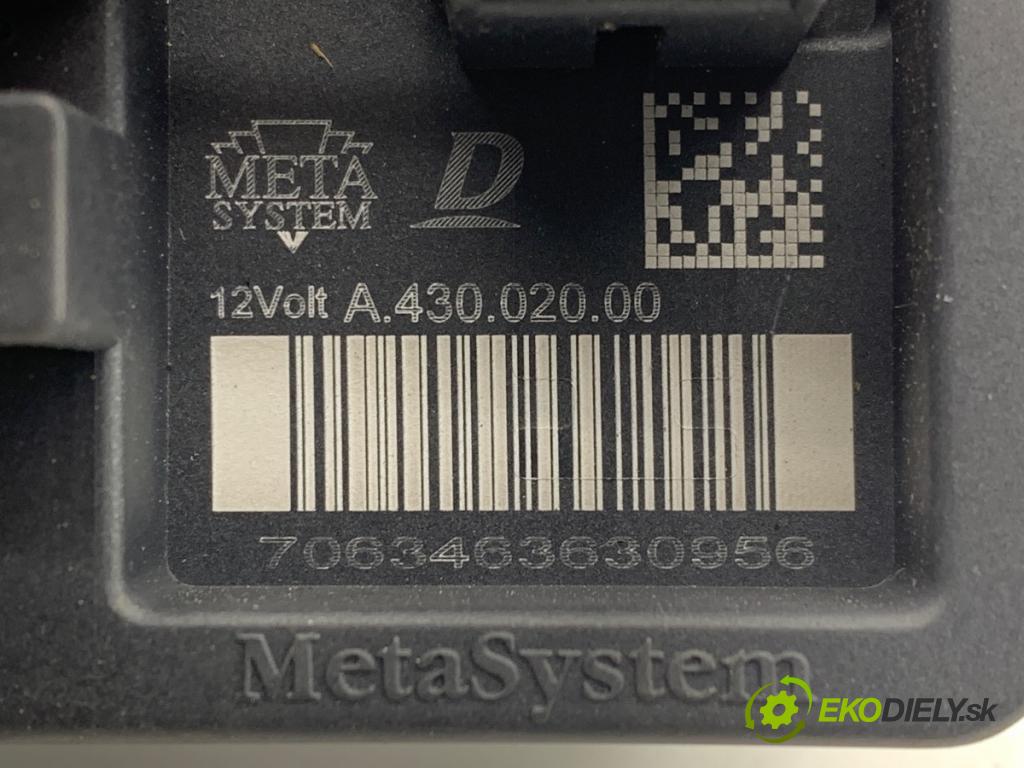 META
SYSTEM
D
12Volt A.430.020.00
7063463630956
MetaSystem
EKODIELY.sk